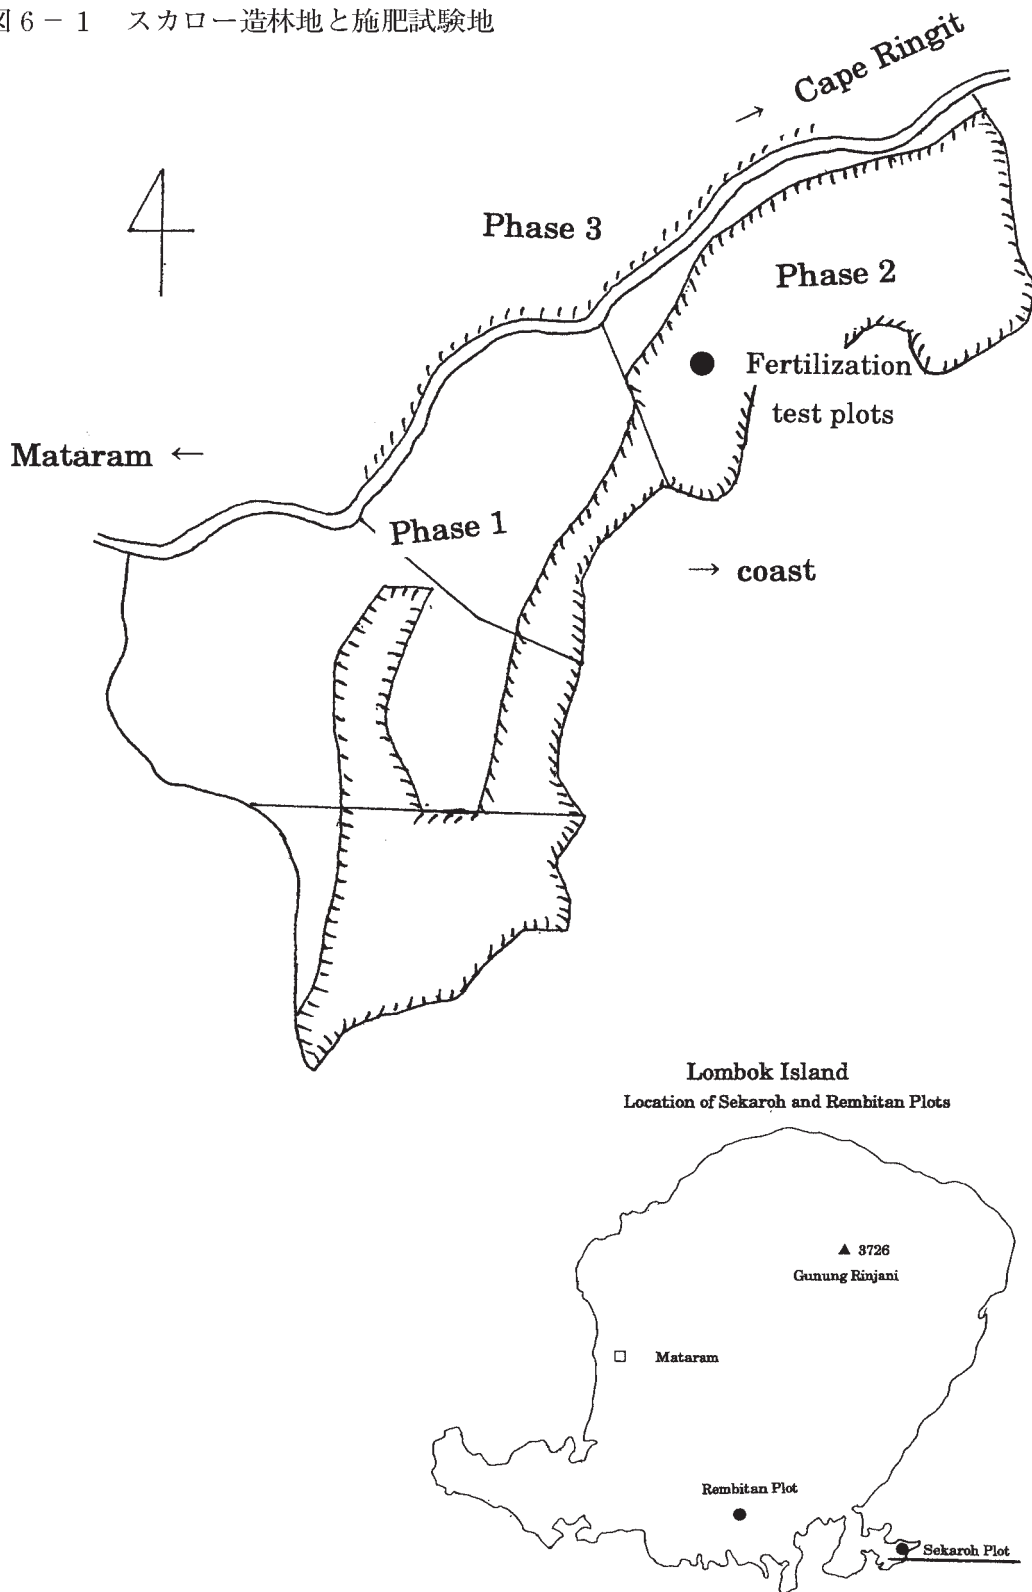 図６－１ スカロー造林地と施肥試験地
→ Cape Ringit
Phase 3
Phase 2
Fertilization
test plots
Mataram ←
Phase 1
→ coast
Lombok Island
Location of Sekaroh and Rembitan Plots
▲ 3726
Gunung Rinjani
□ Mataram
Rembitan Plot
Sekaroh Plot